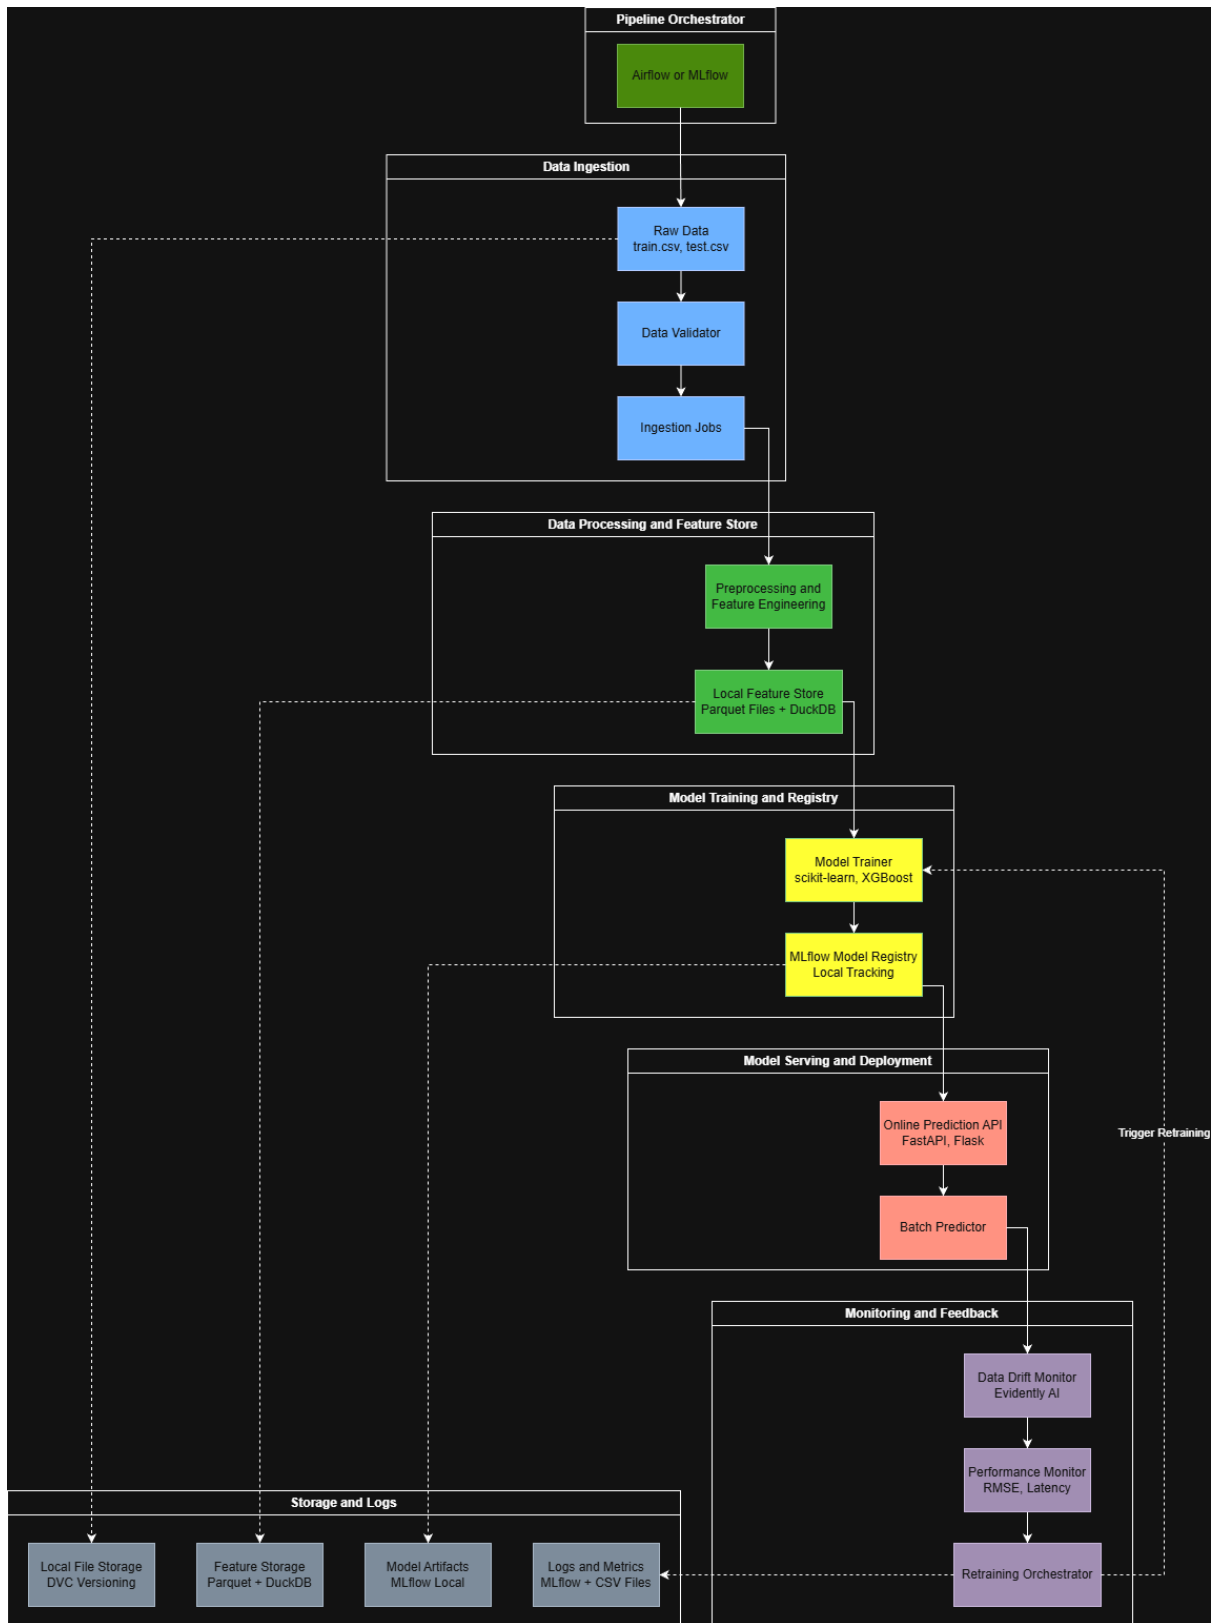 Pipeline Orchestrator
Airflow or MLflow
Data Ingestion
Raw Data
train.csv, test.csv
Data Validator
Ingestion Jobs
Data Processing and Feature Store
Preprocessing and
Feature Engineering
Local Feature Store
Parquet Files + DuckDB
Model Training and Registry
Model Trainer
scikit-learn, XGBoost
MLflow Model Registry
Local Tracking
Model Serving and Deployment
Online Prediction API
FastAPI, Flask
Trigger Retraining
Batch Predictor
Monitoring and Feedback
Data Drift Monitor
Evidently AI
Performance Monitor
RMSE, Latency
Retraining Orchestrator
Storage and Logs
Local File Storage
DVC Versioning
Feature Storage
Parquet + DuckDB
Model Artifacts
MLflow Local
Logs and Metrics
MLflow + CSV Files